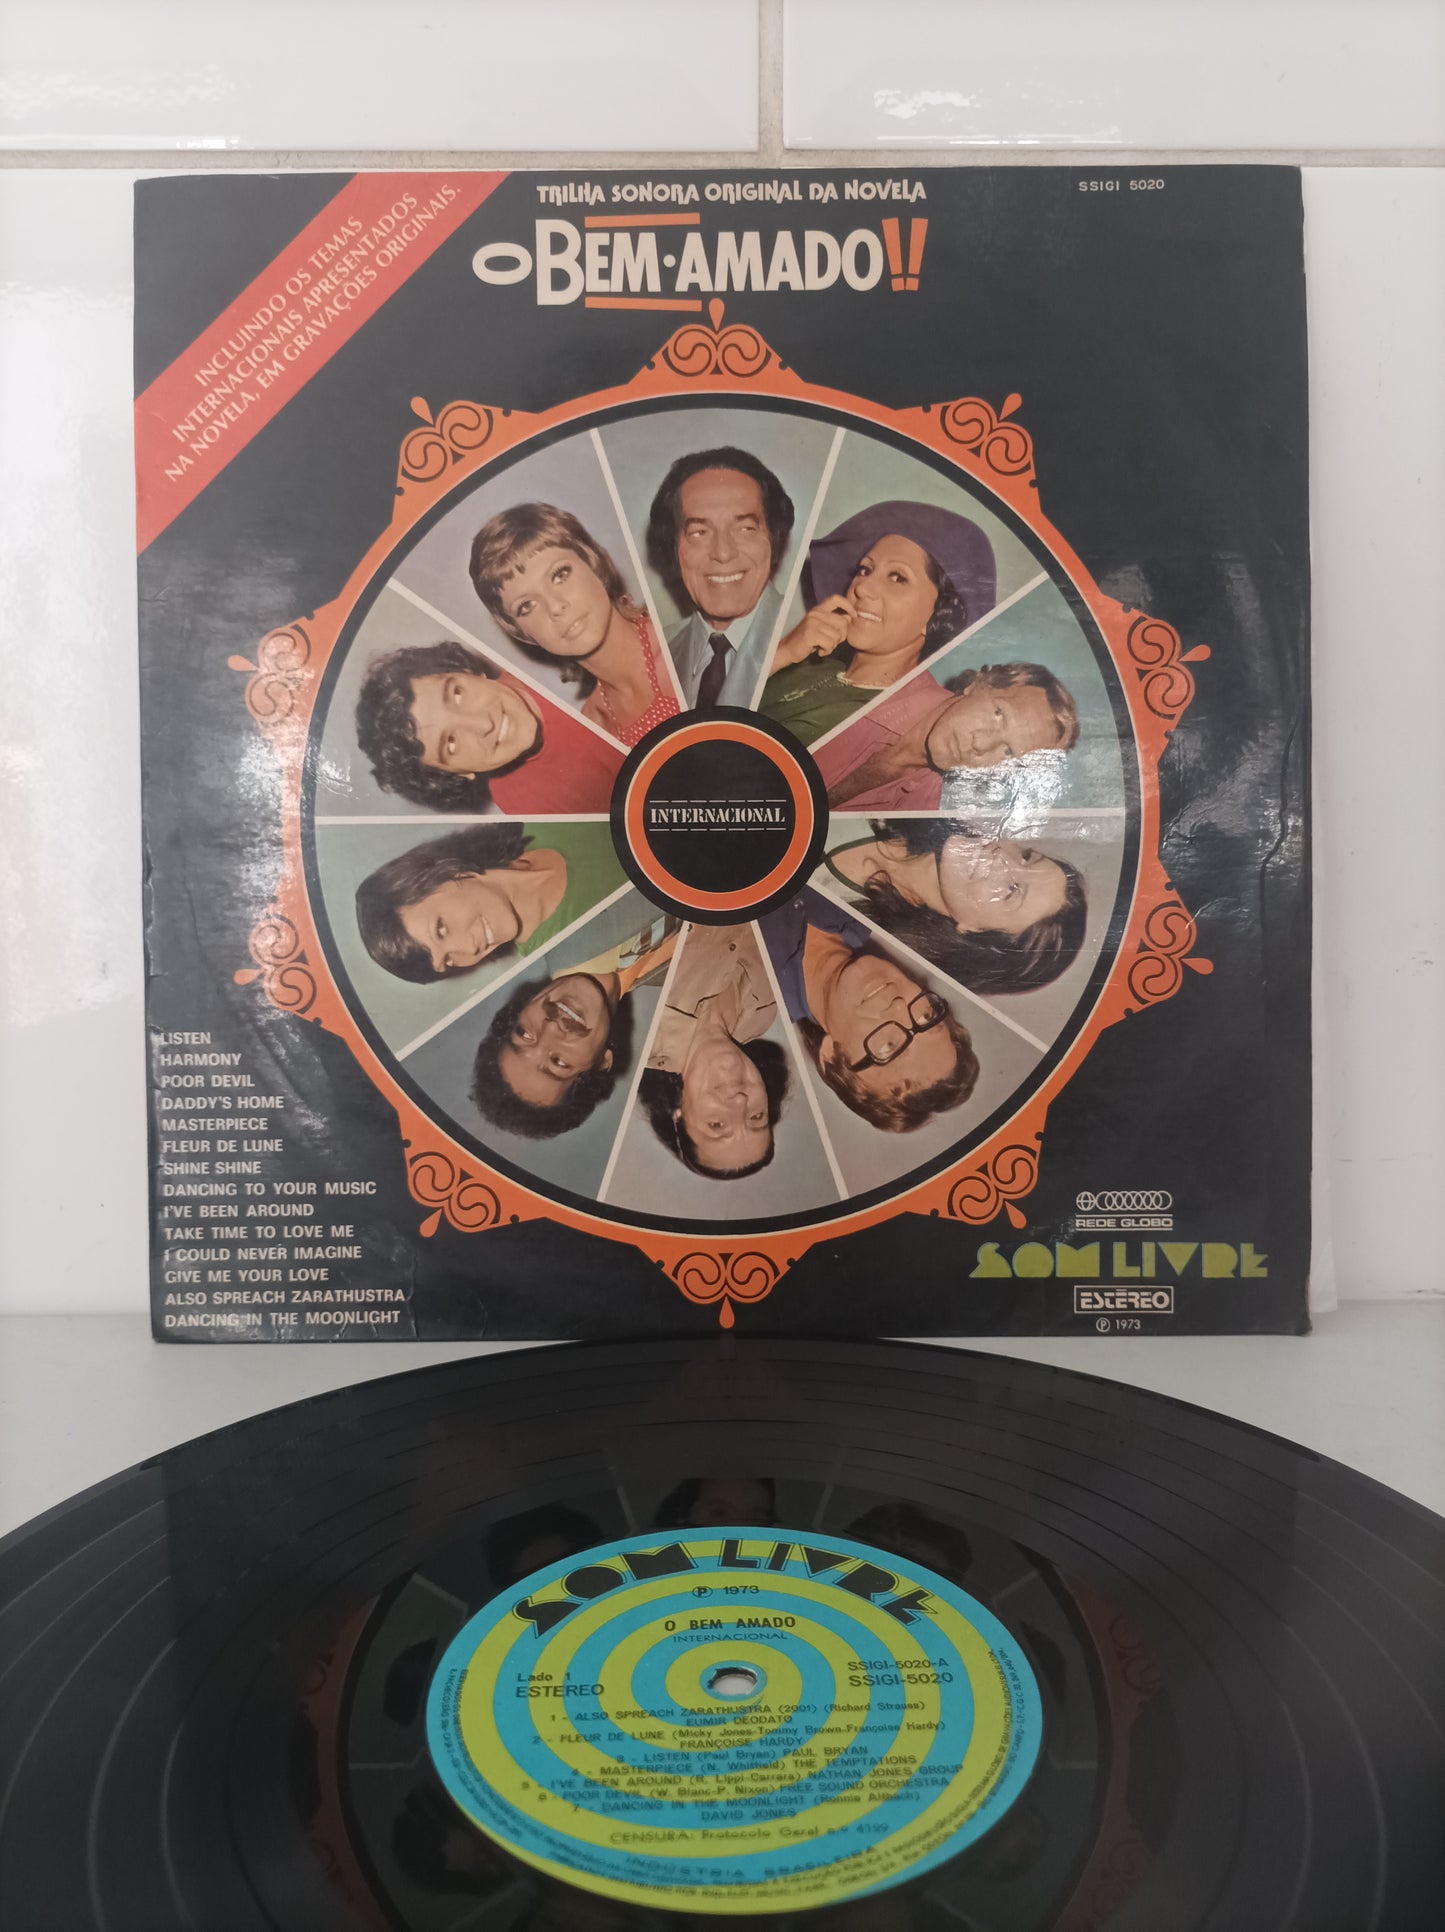 TRILHA SONORA ORIGINAL DA NOVELA
SSIGI 5020
O BEM•AMADO!!
INCLUINDO OS TEMAS
INTERNACIONAIS APRESENTADOS
NA NOVELA, EM GRAVAÇÕES ORIGINAIS.
INTERNACIONAL
LISTEN
HARMONY
POOR DEVIL
DADDY'S HOME
MASTERPIECE
FLEUR DE LUNE
SHINE SHINE
DANCING TO YOUR MUSIC
I'VE BEEN AROUND
TAKE TIME TO LOVE ME
I COULD NEVER IMAGINE
GIVE ME YOUR LOVE
ALSO SPREACH ZARATHUSTRA
DANCING IN THE MOONLIGHT
REDE GLOBO
SOM LIVRE
ESTÉREO
Ⓟ 1973
SOM LIVRE
Ⓟ 1973
O BEM AMADO
INTERNACIONAL
Lado 1
ESTEREO
SSIGI-5020-A
SSIGI-5020
1 - ALSO SPREACH ZARATHUSTRA (2001) (Richard Strauss)
EUMIR DEODATO
2 - FLEUR DE LUNE (Micky Jones-Tommy Brown-Françoise Hardy)
FRANÇOISE HARDY
3 - LISTEN (Paul Bryan) PAUL BRYAN
4 - MASTERPIECE (N. Whitfield) THE TEMPTATIONS
5 - I'VE BEEN AROUND (R. Lippi-Carrara) NATHAN JONES GROUP
6 - POOR DEVIL (W. Blanc-P. Nixon) FREE SOUND ORCHESTRA
7 - DANCING IN THE MOONLIGHT (Ronnie Altbach)
DAVID JONES
CENSURA: Protocolo Geral n.º 4129
INDÚSTRIA BRASILEIRA